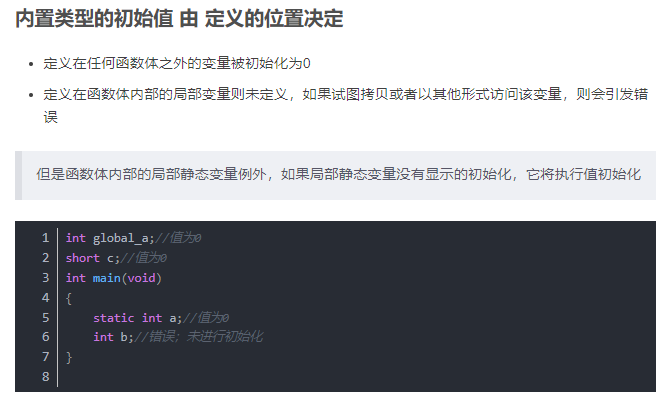 内置类型的初始值 由 定义的位置决定
• 定义在任何函数体之外的变量被初始化为0
• 定义在函数体内部的局部变量则未定义，如果试图拷贝或者以其他形式访问该变量，则会引发错
误
但是函数体内部的局部静态变量例外，如果局部静态变量没有显示的初始化，它将执行值初始化
1 int global_a;//值为0
2 short c;//值为0
3 int main(void)
4 {
5     static int a;//值为0
6     int b;//错误；未进行初始化
7 }
8